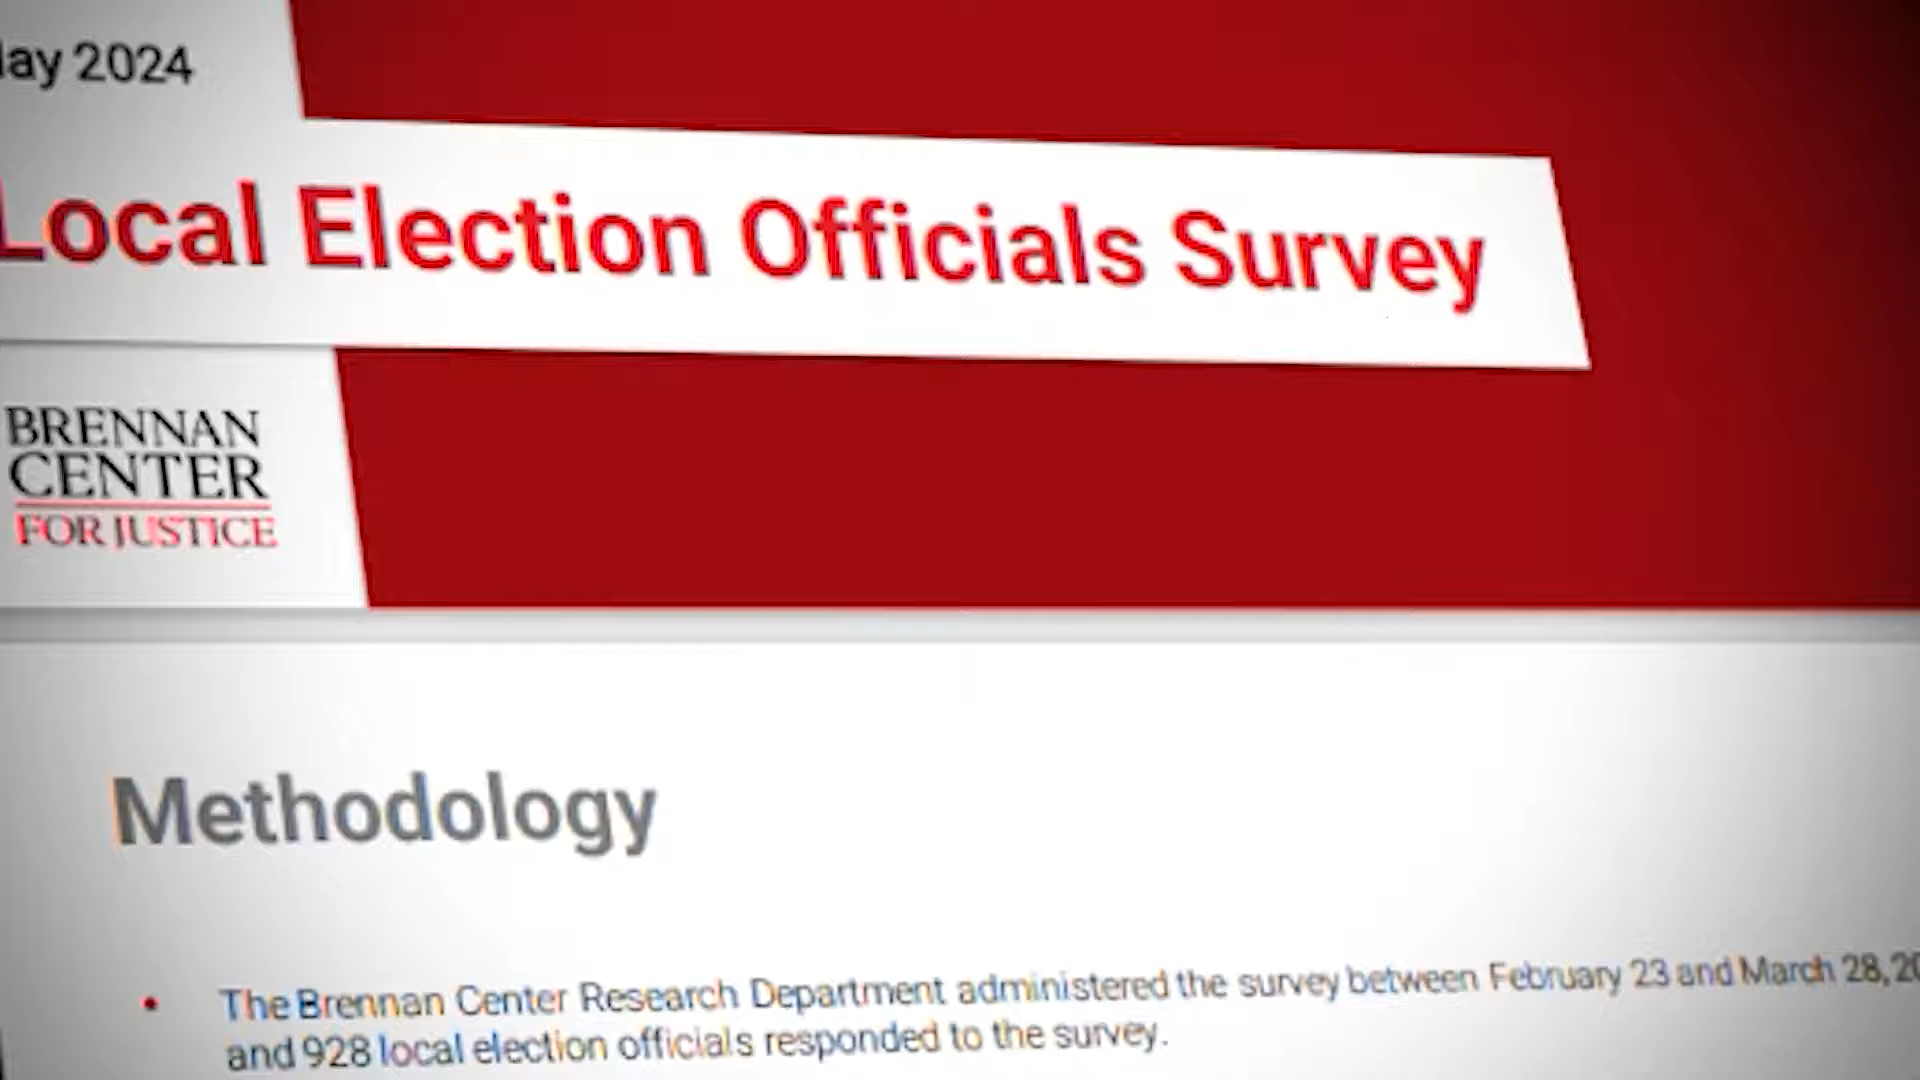 ay 2024
Local Election Officials Survey
BRENNAN
CENTER
FOR JUSTICE
Methodology
• The Brennan Center Research Department administered the survey between February 23 and March 28, 20
and 928 local election officials responded to the survey.